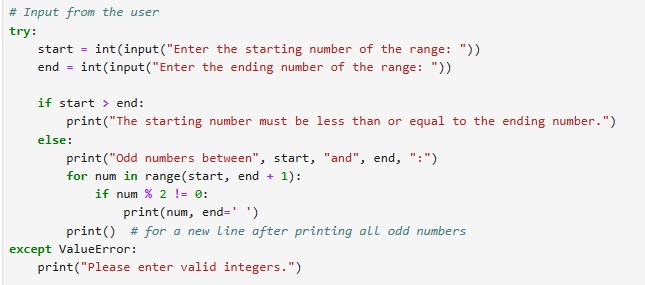 # Input from the user
try:
    start = int(input("Enter the starting number of the range: "))
    end = int(input("Enter the ending number of the range: "))

    if start > end:
        print("The starting number must be less than or equal to the ending number.")
    else:
        print("Odd numbers between", start, "and", end, ":")
        for num in range(start, end + 1):
            if num % 2 != 0:
                print(num, end=' ')
        print()  # for a new line after printing all odd numbers
except ValueError:
    print("Please enter valid integers.")